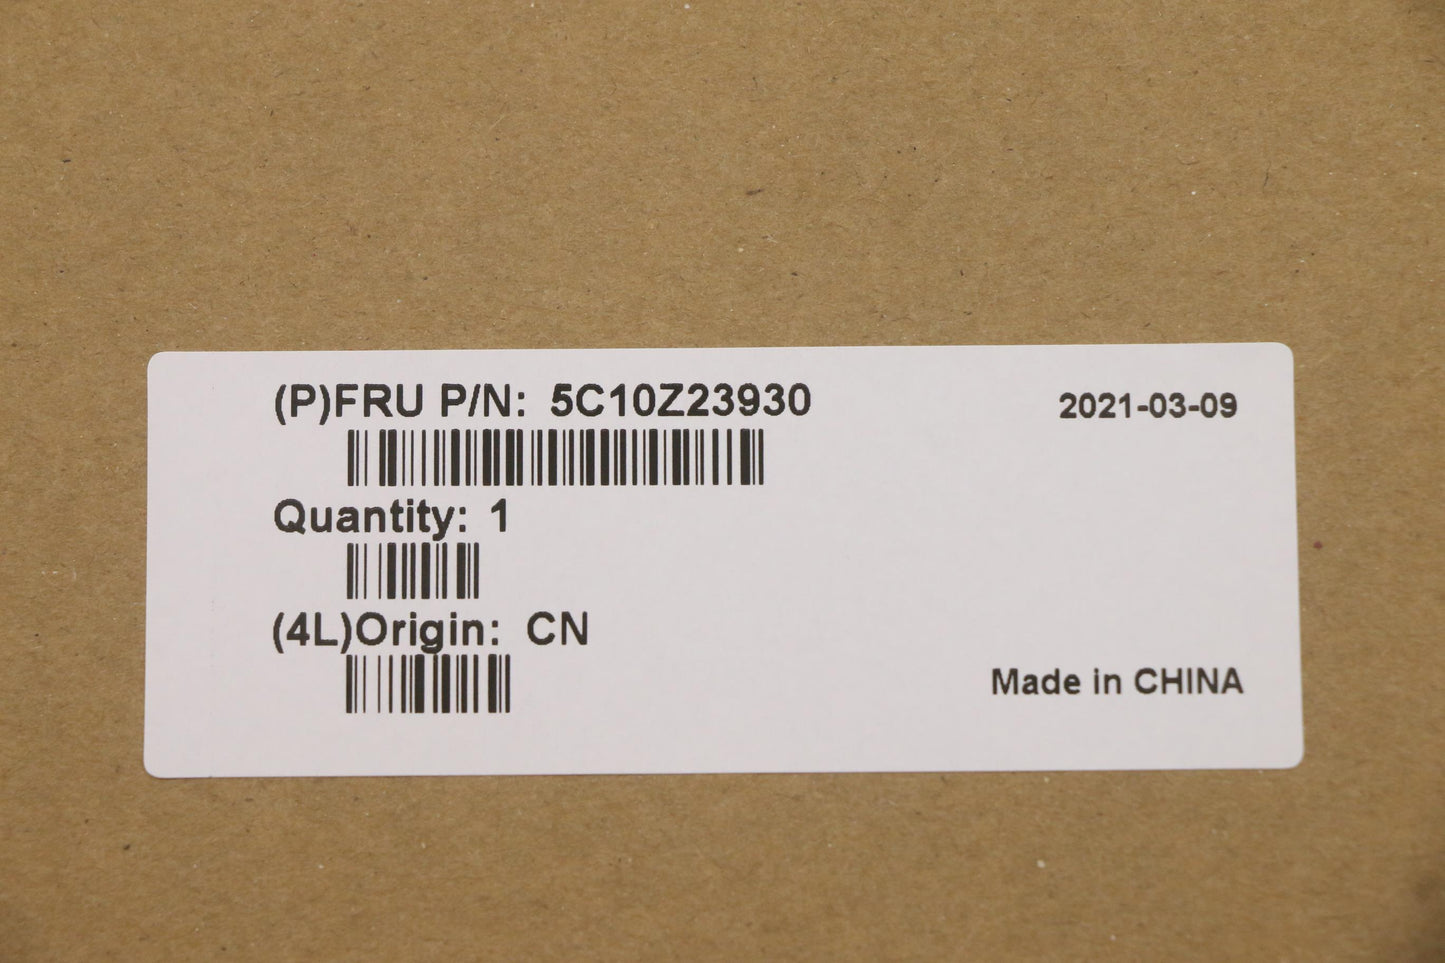 (P)FRU P/N: 5C10Z23930
2021-03-09
Quantity: 1
(4L)Origin: CN
Made in CHINA